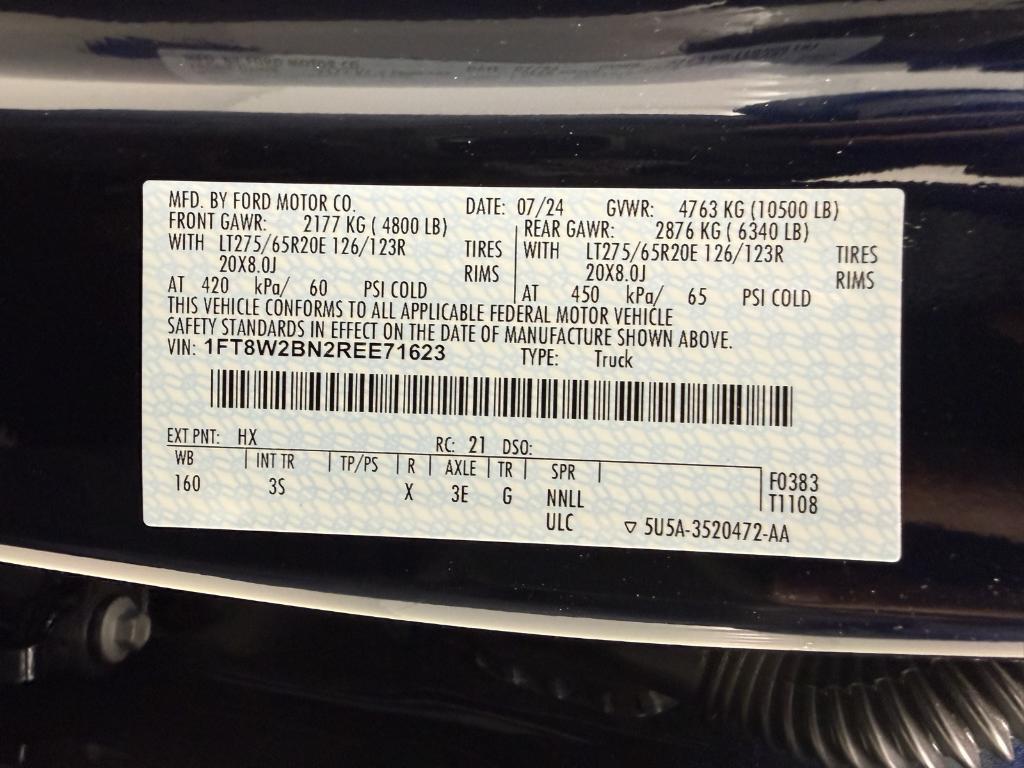 MFD. BY FORD MOTOR CO. DATE: 07/24 GVWR: 4763 KG (10500 LB)
FRONT GAWR: 2177 KG ( 4800 LB) REAR GAWR: 2876 KG ( 6340 LB)
WITH LT275/65R20E 126/123R TIRES WITH LT275/65R20E 126/123R TIRES
20X8.0J RIMS 20X8.0J RIMS
AT 420 kPa/ 60 PSI COLD AT 450 kPa/ 65 PSI COLD
THIS VEHICLE CONFORMS TO ALL APPLICABLE FEDERAL MOTOR VEHICLE
SAFETY STANDARDS IN EFFECT ON THE DATE OF MANUFACTURE SHOWN ABOVE.
VIN: 1FT8W2BN2REE71623 TYPE: Truck
EXT PNT: HX RC: 21 DSO:
WB INT TR TP/PS R AXLE TR SPR
160 3S X 3E G NNLL
ULC
F0383
T1108
▽ 5U5A-3520472-AA